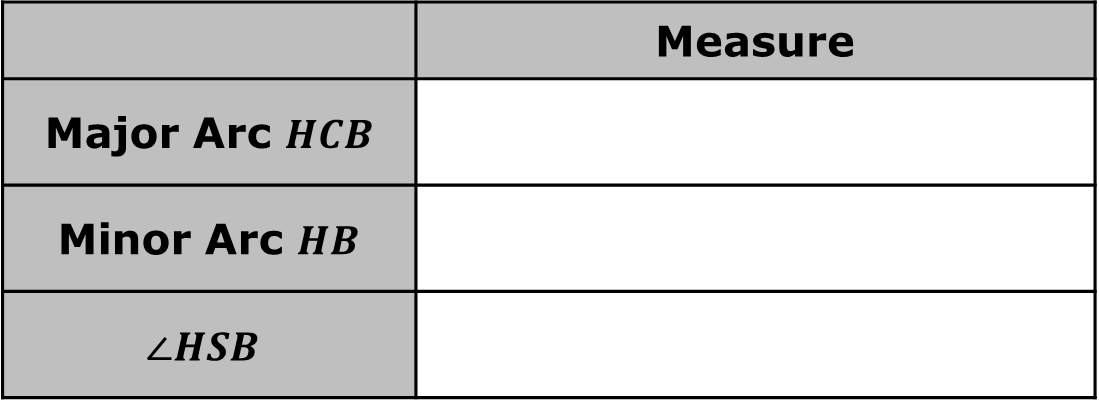 Measure
Major Arc HCB
Minor Arc HB
∠HSB